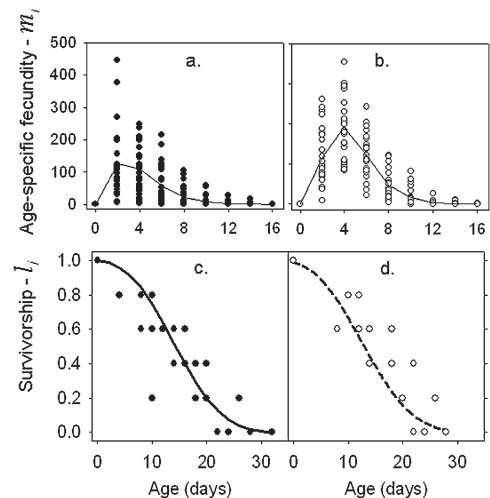 Age-specific fecundity - m_i
500
400
300
200
100
0
a.
b.
0 4 8 12 16
0 4 8 12 16
Survivorship - l_i
1.0
0.8
0.6
0.4
0.2
0.0
c.
d.
0 10 20 30
0 10 20 30
Age (days)
Age (days)